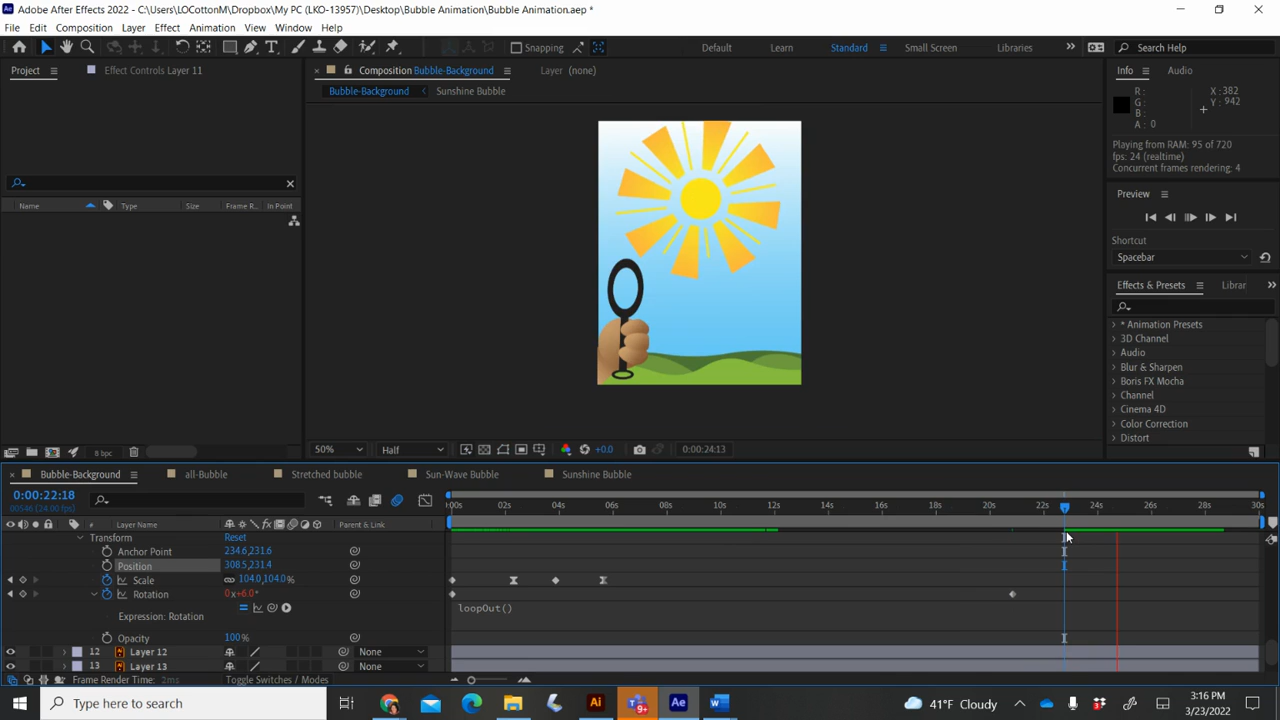 Adobe After Effects 2022 - C:\Users\LOCottonM\Dropbox\My PC (LKO-13957)\Desktop\Bubble Animation\Bubble Animation.aep *
File Edit Composition Layer Effect Animation View Window Help
Snapping Default Learn Standard Small Screen Libraries Search Help
Project Effect Controls Layer 11 Composition Bubble-Background Layer (none) Info Audio
Bubble-Background Sunshine Bubble
R: X:382
G: Y: 942
B:
A: 0
Playing from RAM: 95 of 720
fps: 24 (realtime)
Concurrent frames rendering: 4
Preview
Shortcut
Spacebar
Effects & Presets Librar
Name Type Size Frame R... In Point
* Animation Presets
3D Channel
Audio
Blur & Sharpen
Boris FX Mocha
Channel
Cinema 4D
Color Correction
Distort
8 bpc 50% Half +0.0 0:00:24:13
Bubble-Background all-Bubble Stretched bubble Sun-Wave Bubble Sunshine Bubble
0:00:22:18
00546 (24.00 fps)
:00s 02s 04s 06s 08s 10s 12s 14s 16s 18s 20s 22s 24s 26s 28s 30s
# Layer Name fx Parent & Link
Transform Reset
Anchor Point 234.6,231.6
Position 308.5,231.4
Scale 104.0,104.0%
Rotation 0x+6.0°
Expression: Rotation loopOut()
Opacity 100%
12 Layer 12 None
13 Layer 13 None
Frame Render Time: 2ms Toggle Switches / Modes
Type here to search Ai 9+ Ae 41°F Cloudy 3:16 PM
3/23/2022